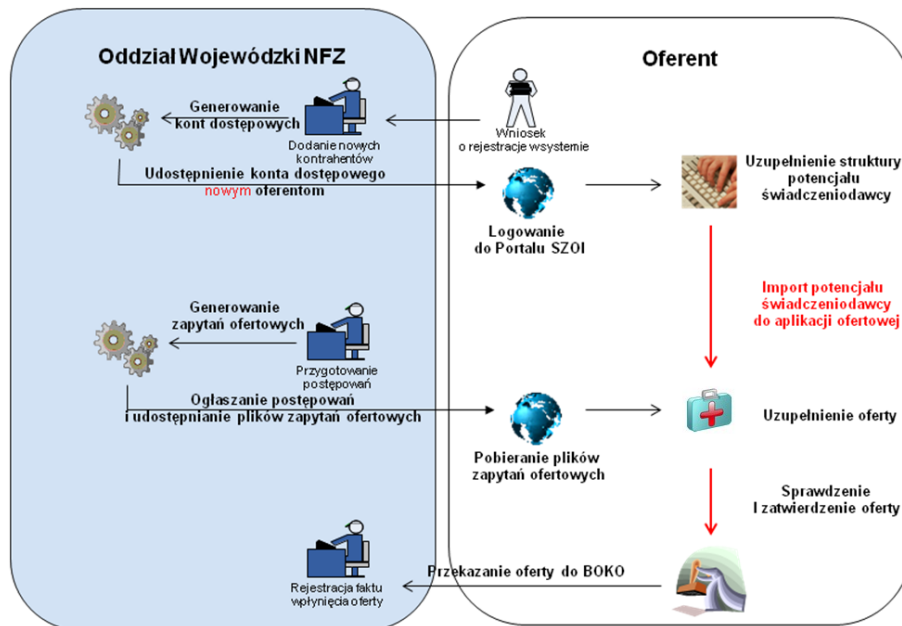 Oddział Wojewódzki NFZ
Oferent
Generowanie
kont dostępowych
Dodanie nowych
kontrahentów
Wniosek
o rejestracje wsystemie
Udostępnienie konta dostępowego
nowym oferentom
Logowanie
do Portalu SZOI
Uzupełnienie struktury
potencjału
świadczeniodawcy
Import potencjału
świadczeniodawcy
do aplikacji ofertowej
Generowanie
zapytań ofertowych
Przygotowanie
postępowań
Ogłaszanie postępowań
i udostępnianie plików zapytań ofertowych
Pobieranie plików
zapytań ofertowych
Uzupełnienie oferty
Sprawdzenie
I zatwierdzenie oferty
Przekazanie oferty do BOKO
Rejestracja faktu
wpłynięcia oferty